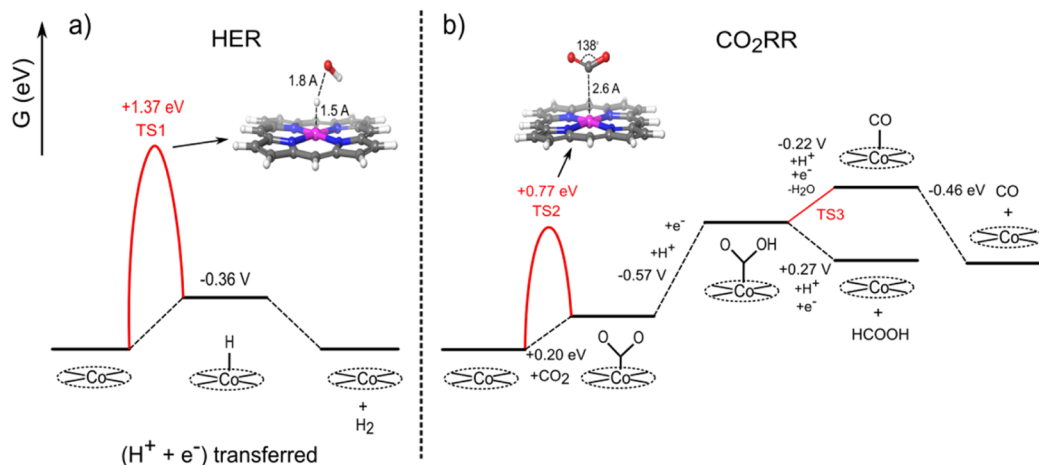 a)
HER
G (eV)
+1.37 eV
TS1
1.8 A
1.5 A
-0.36 V
Co
H
Co
Co
+
H₂
(H⁺ + e⁻) transferred
b)
CO₂RR
138°
2.6 A
+0.77 eV
TS2
+0.20 eV
+CO₂
Co
O O
Co
+e⁻
+H⁺
-0.57 V
O OH
Co
-0.22 V
+H⁺
+e⁻
-H₂O
TS3
CO
Co
-0.46 eV
CO
+
Co
+0.27 V
+H⁺
+e⁻
Co
+
HCOOH